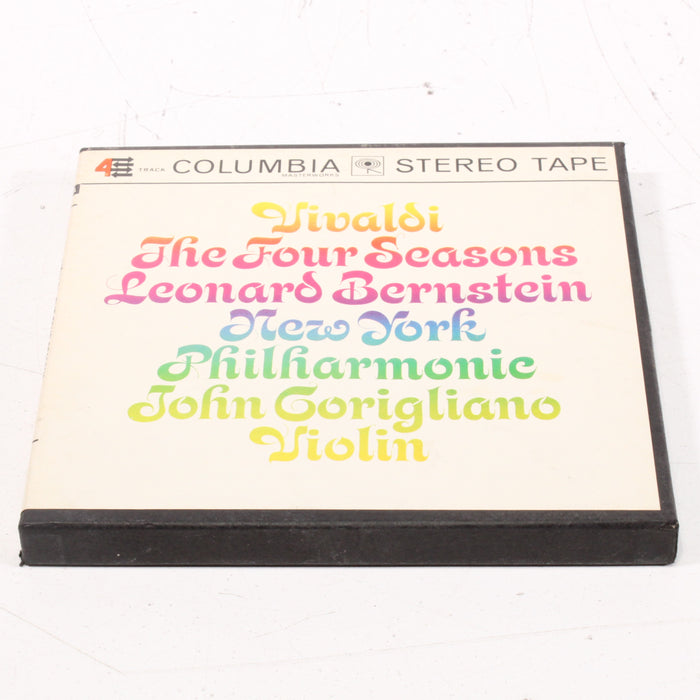 4 TRACK COLUMBIA STEREO TAPE
MASTERWORKS
Vivaldi
The Four Seasons
Leonard Bernstein
New York
Philharmonic
John Corigliano
Violin